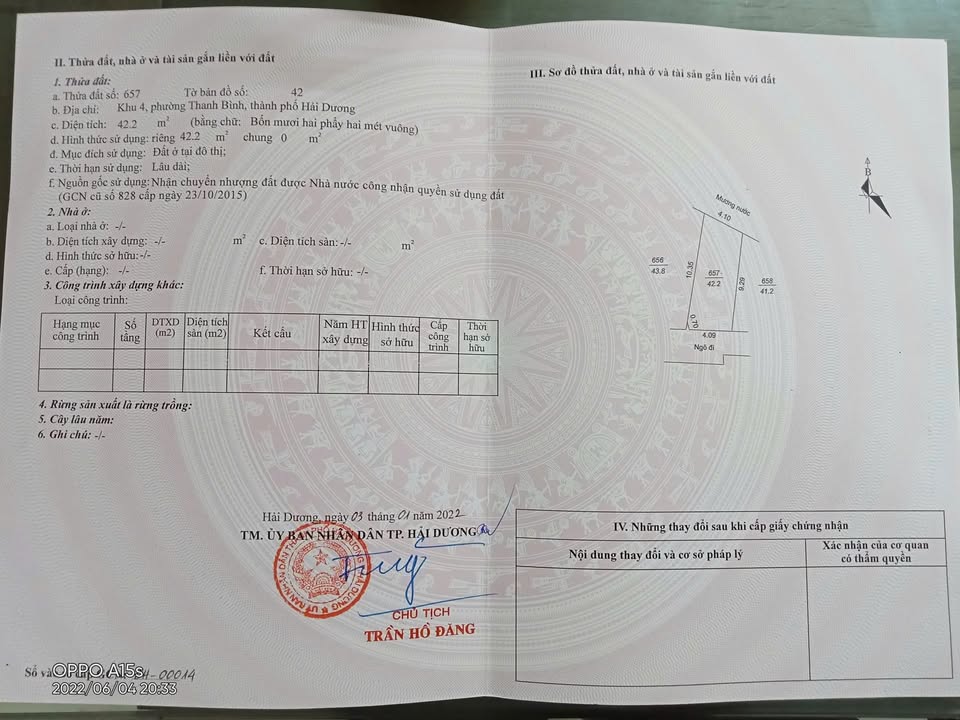 II. Thửa đất, nhà ở và tài sản gắn liền với đất
1. Thửa đất:
a. Thửa đất số: 657 Tờ bản đồ số: 42
b. Địa chỉ: Khu 4, phường Thanh Bình, thành phố Hải Dương
c. Diện tích: 42.2 m² (bằng chữ: Bốn mươi hai phẩy hai mét vuông)
d. Hình thức sử dụng: riêng 42.2 m² chung 0 m²
đ. Mục đích sử dụng: Đất ở tại đô thị;
e. Thời hạn sử dụng: Lâu dài;
f. Nguồn gốc sử dụng: Nhận chuyển nhượng đất được Nhà nước công nhận quyền sử dụng đất
(GCN cũ số 828 cấp ngày 23/10/2015)
2. Nhà ở:
a. Loại nhà ở: -/-
b. Diện tích xây dựng: -/- m² c. Diện tích sàn: -/- m²
d. Hình thức sở hữu: -/-
e. Cấp (hạng): -/- f. Thời hạn sở hữu: -/-
3. Công trình xây dựng khác:
Loại công trình:
Hạng mục công trình Số tầng DTXD (m2) Diện tích sàn (m2) Kết cấu Năm HT xây dựng Hình thức sở hữu Cấp công trình Thời hạn sở hữu
4. Rừng sản xuất là rừng trồng:
5. Cây lâu năm:
6. Ghi chú: -/-
Hải Dương, ngày 03 tháng 01 năm 2022
TM. ỦY BAN NHÂN DÂN TP. HẢI DƯƠNG
CHỦ TỊCH
TRẦN HỒ ĐĂNG
Số
00014
OPPO A15s
2022/06/04 20:33
III. Sơ đồ thửa đất, nhà ở và tài sản gắn liền với đất
B
Mương nước
4.10
656
43.8
10.35
657
42.2
9.29
658
41.2
0.70
4.09
Ngõ đi
IV. Những thay đổi sau khi cấp giấy chứng nhận
Nội dung thay đổi và cơ sở pháp lý
Xác nhận của cơ quan
có thẩm quyền